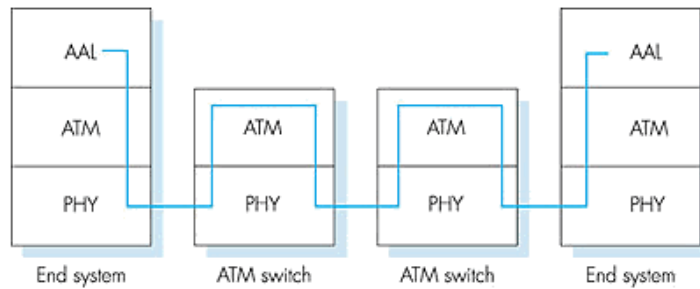 AAL
AAL
ATM
ATM
ATM
ATM
PHY
PHY
PHY
PHY
End system
ATM switch
ATM switch
End system